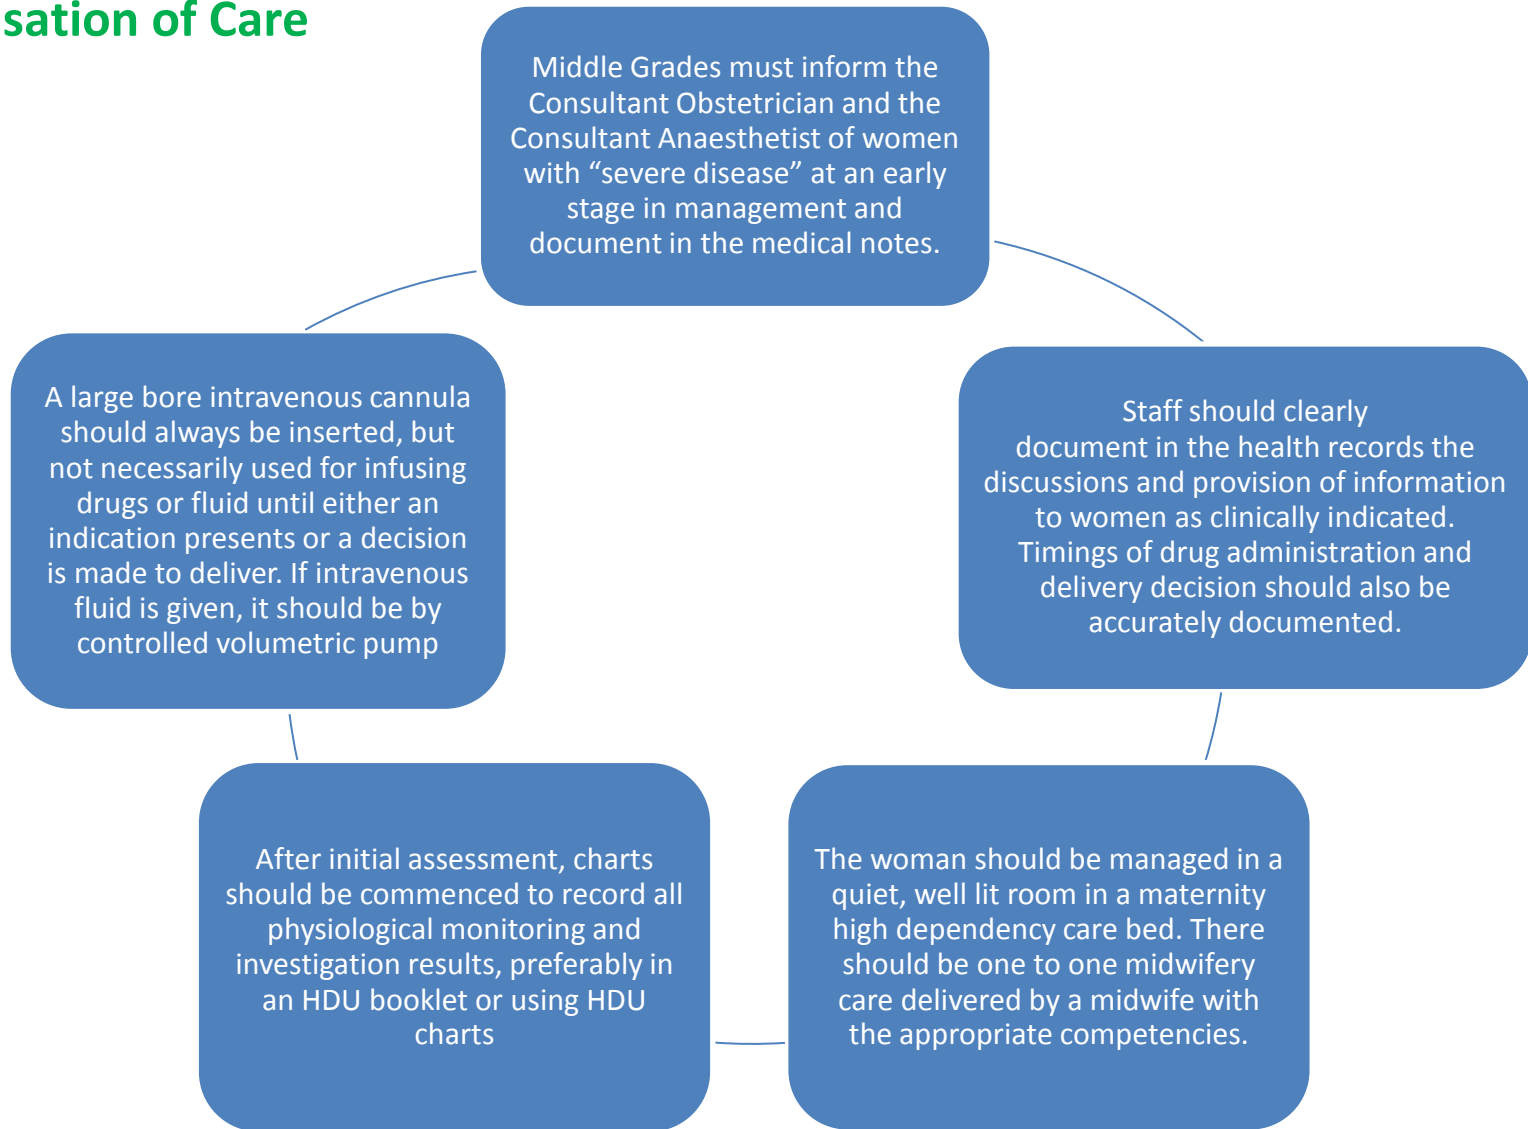 sation of Care
Middle Grades must inform the
Consultant Obstetrician and the
Consultant Anaesthetist of women
with “severe disease” at an early
stage in management and
document in the medical notes.
Staff should clearly
document in the health records the
discussions and provision of information
to women as clinically indicated.
Timings of drug administration and
delivery decision should also be
accurately documented.
The woman should be managed in a
quiet, well lit room in a maternity
high dependency care bed. There
should be one to one midwifery
care delivered by a midwife with
the appropriate competencies.
After initial assessment, charts
should be commenced to record all
physiological monitoring and
investigation results, preferably in
an HDU booklet or using HDU
charts
A large bore intravenous cannula
should always be inserted, but
not necessarily used for infusing
drugs or fluid until either an
indication presents or a decision
is made to deliver. If intravenous
fluid is given, it should be by
controlled volumetric pump